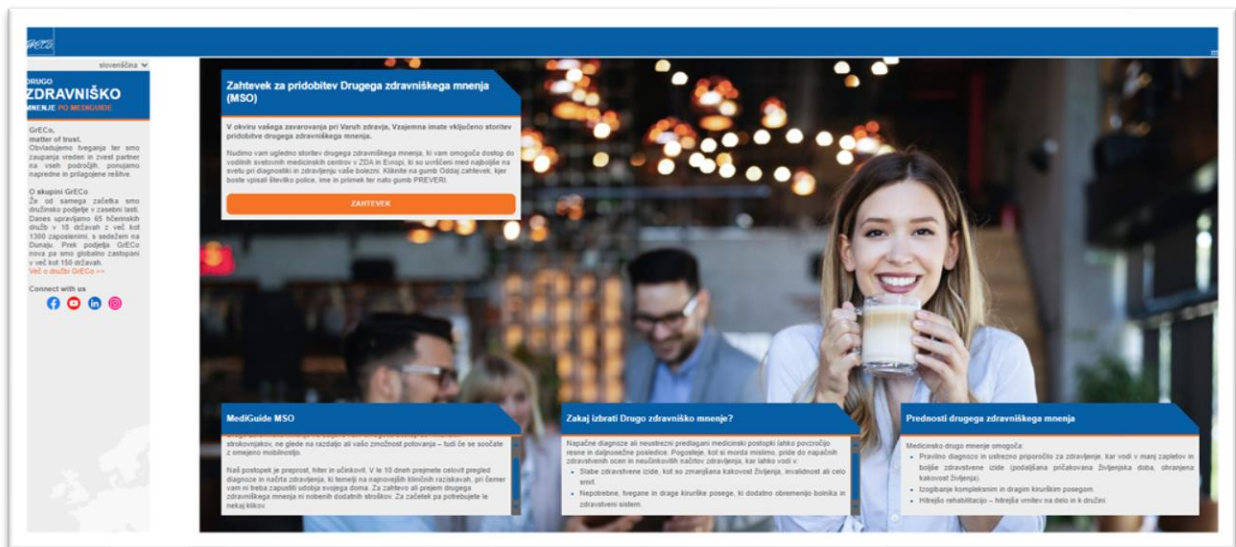 GrECo
slovenščina
DRUGO
ZDRAVNIŠKO
MNENJE PO MEDIGUIDE
GrECo,
matter of trust.
Obvladujemo tveganja ter smo
zaupanja vreden in zvest partner
na vseh področjih, ponujamo
napredne in prilagojene rešitve.
O skupini GrECo
Že od samega začetka smo
družinsko podjetje v zasebni lasti.
Danes upravljamo 65 hčerinskih
družb v 18 državah z več kot
1300 zaposlenimi, s sedežem na
Dunaju. Prek podjetja GrECo
nova pa smo globalno zastopani
v več kot 150 državah.
Več o družbi GrECo >>
Connect with us
Zahtevek za pridobitev Drugega zdravniškega mnenja
(MSO)
V okviru vašega zavarovanja pri Varuh zdravja, Vzajemna imate vključeno storitev
pridobitve drugega zdravniškega mnenja.
Nudimo vam ugledno storitev drugega zdravniškega mnenja, ki vam omogoča dostop do
vodilnih svetovnih medicinskih centrov v ZDA in Evropi, ki so uvrščeni med najboljše na
svetu pri diagnostiki in zdravljenju vaše bolezni. Kliknite na gumb Oddaj zahtevek, kjer
boste vpisali številko police, ime in priimek ter nato gumb PREVERI.
ZAHTEVEK
MediGuide MSO
strokovnjakov, ne glede na razdaljo ali vašo zmožnost potovanja – tudi če se soočate
z omejeno mobilnostjo.
Naš postopek je preprost, hiter in učinkovit. V le 10 dneh prejmete celovit pregled
diagnoze in načrta zdravljenja, ki temelji na najnovejših kliničnih raziskavah, pri čemer
vam ni treba zapustiti udobja svojega doma. Za zahtevo ali prejem drugega
zdravniškega mnenja ni nobenih dodatnih stroškov. Za začetek pa potrebujete le
nekaj klikov.
Zakaj izbrati Drugo zdravniško mnenje?
Napačne diagnoze ali neustrezni predlagani medicinski postopki lahko povzročijo
resne in daljnosežne posledice. Pogosteje, kot si morda mislimo, pride do napačnih
zdravstvenih ocen in neučinkovitih načrtov zdravljenja, kar lahko vodi v:
• Slabe zdravstvene izide, kot so zmanjšana kakovost življenja, invalidnost ali celo
smrt.
• Nepotrebne, tvegane in drage kirurške posege, ki dodatno obremenijo bolnika in
zdravstveni sistem.
Prednosti drugega zdravniškega mnenja
Medicinsko drugo mnenje omogoča:
• Pravilno diagnozo in ustrezno priporočilo za zdravljenje, kar vodi v manj zapletov in
boljše zdravstvene izide (podaljšana pričakovana življenjska doba, ohranjena
kakovost življenja).
• Izogibanje kompleksnim in dragim kirurškim posegom.
• Hitrejšo rehabilitacijo – hitrejša vrnitev na delo in k družini.